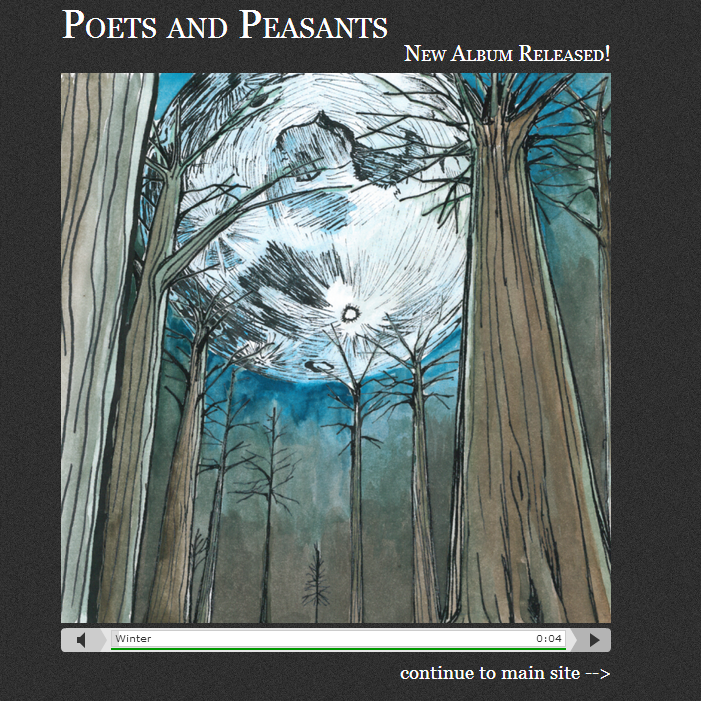 Poets and Peasants
New Album Released!
Winter 0:04
continue to main site -->